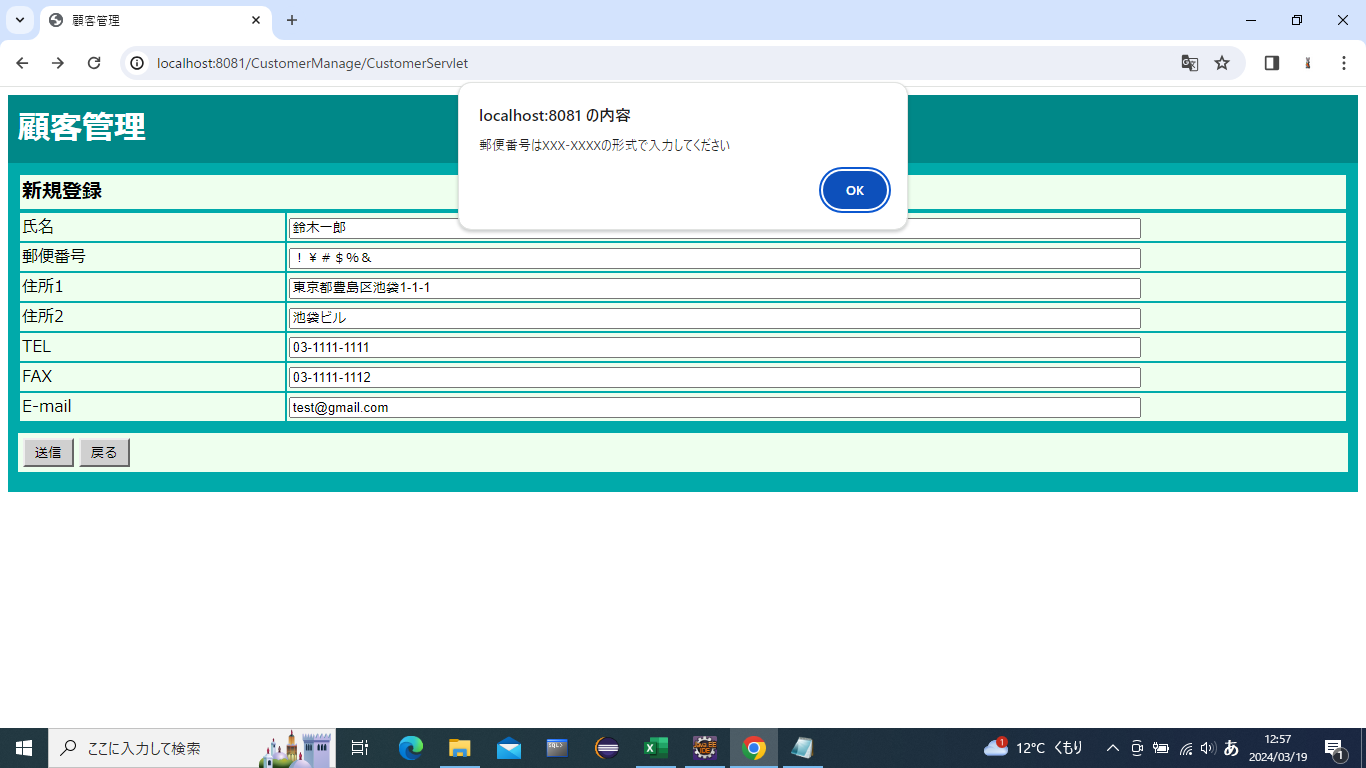 顧客管理
localhost:8081/CustomerManage/CustomerServlet
localhost:8081 の内容
郵便番号はXXX-XXXXの形式で入力してください
OK
顧客管理
新規登録
氏名 鈴木一郎
郵便番号 ！￥＃＄％＆
住所1 東京都豊島区池袋1-1-1
住所2 池袋ビル
TEL 03-1111-1111
FAX 03-1111-1112
E-mail test@gmail.com
送信 戻る
ここに入力して検索
12°C くもり
あ
12:57
2024/03/19
1
1